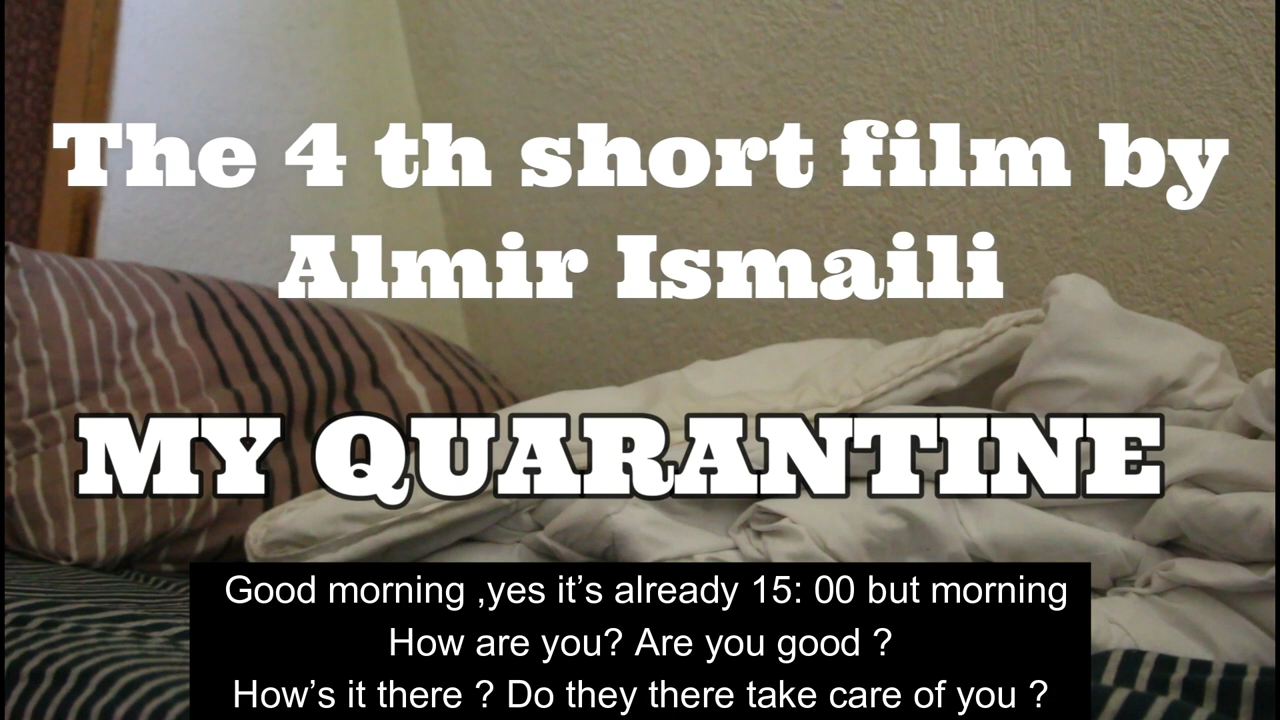 The 4 th short film by
Almir Ismaili
MY QUARANTINE
Good morning ,yes it’s already 15: 00 but morning
How are you? Are you good ?
How’s it there ? Do they there take care of you ?